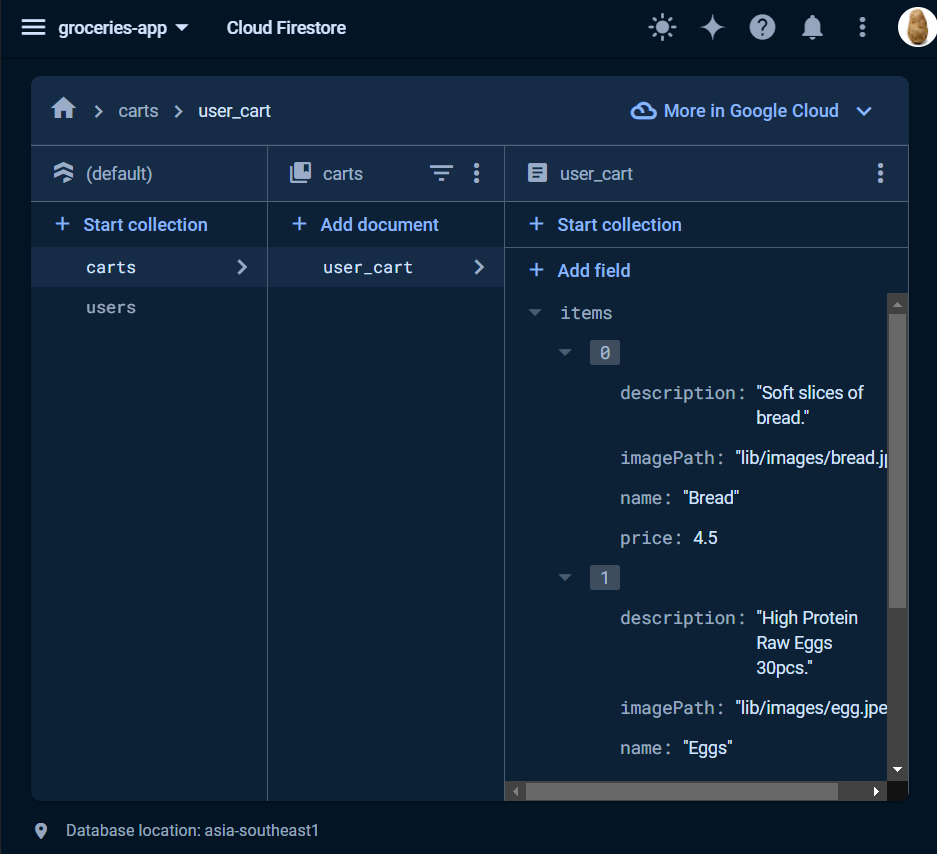 groceries-app Cloud Firestore
carts user_cart More in Google Cloud
(default) carts user_cart
+ Start collection + Add document + Start collection
carts user_cart + Add field
users
items
0
description: "Soft slices of
bread."
imagePath: "lib/images/bread.jp
name: "Bread"
price: 4.5
1
description: "High Protein
Raw Eggs
30pcs."
imagePath: "lib/images/egg.jpe
name: "Eggs"
Database location: asia-southeast1